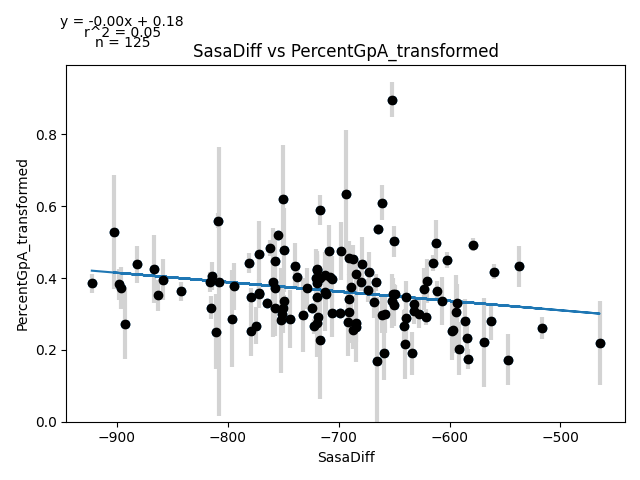 y = -0.00x + 0.18
r^2 = 0.05
n = 125
SasaDiff vs PercentGpA_transformed
PercentGpA_transformed
0.8
0.6
0.4
0.2
0.0
−900 −800 −700 −600 −500
SasaDiff